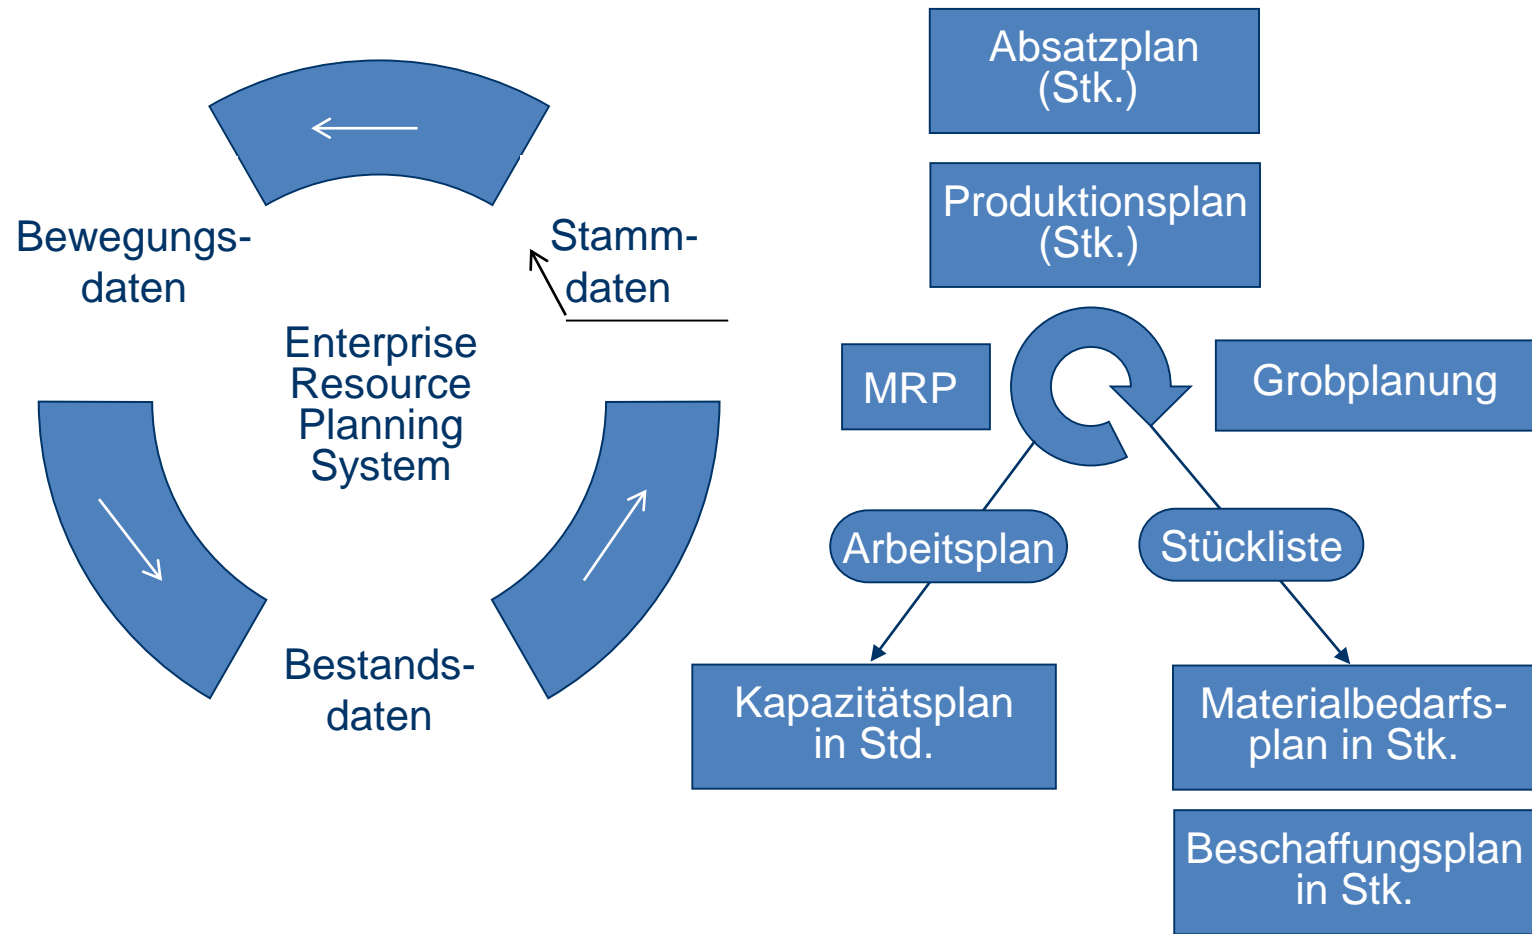 Bewegungs-
daten
Stamm-
daten
Enterprise
Resource
Planning
System
Bestands-
daten
Absatzplan
(Stk.)
Produktionsplan
(Stk.)
MRP
Grobplanung
Arbeitsplan
Stückliste
Kapazitätsplan
in Std.
Materialbedarfs-
plan in Stk.
Beschaffungsplan
in Stk.